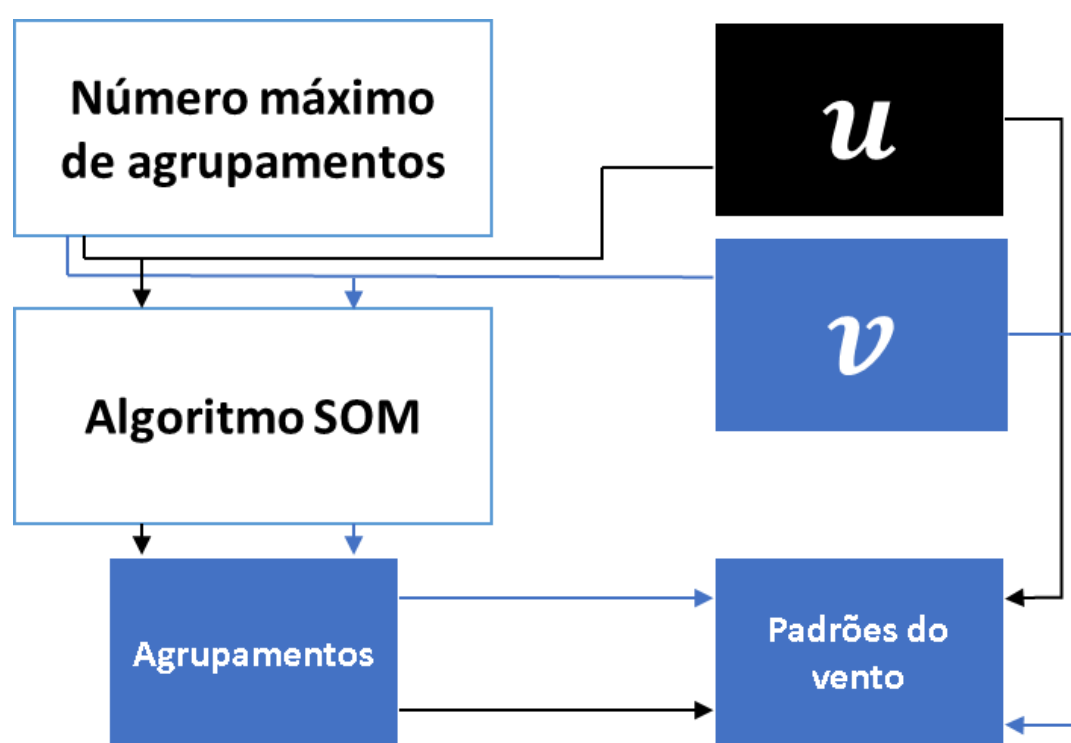 Número máximo
de agrupamentos
u
v
Algoritmo SOM
Agrupamentos
Padrões do
vento